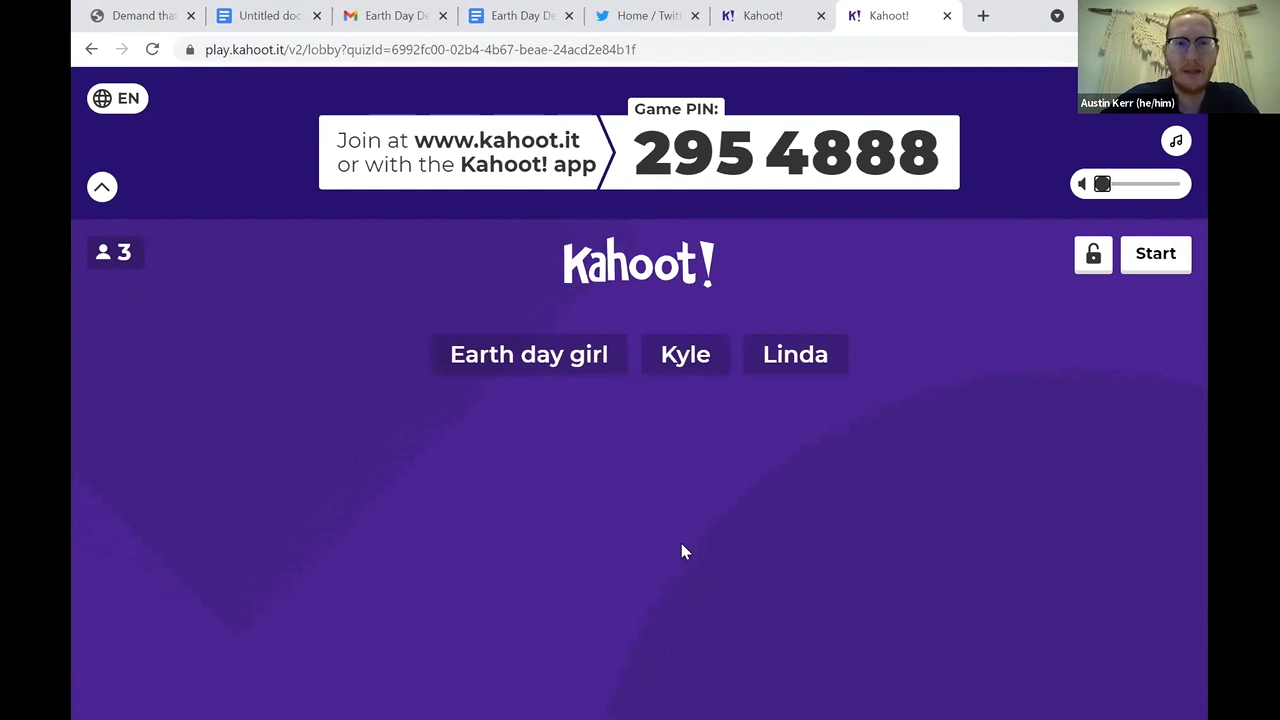 Demand that
Untitled doc
Earth Day De
Earth Day De
Home / Twit
Kahoot!
Kahoot!
play.kahoot.it/v2/lobby?quizId=6992fc00-02b4-4b67-beae-24acd2e84b1f
Austin Kerr (he/him)
EN
Game PIN:
Join at www.kahoot.it
or with the Kahoot! app
295 4888
3
Kahoot!
Start
Earth day girl
Kyle
Linda